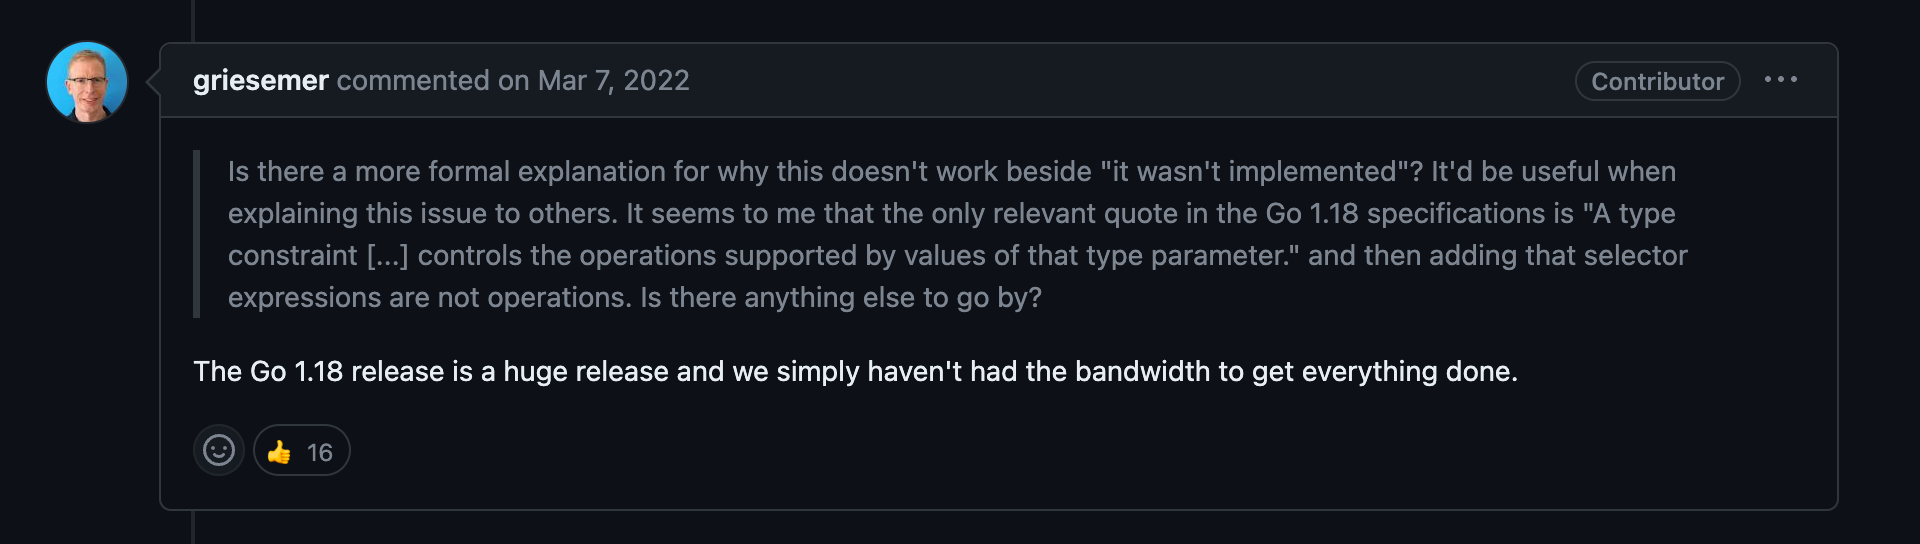 griesemer commented on Mar 7, 2022
Contributor
Is there a more formal explanation for why this doesn't work beside "it wasn't implemented"? It'd be useful when
explaining this issue to others. It seems to me that the only relevant quote in the Go 1.18 specifications is "A type
constraint [...] controls the operations supported by values of that type parameter." and then adding that selector
expressions are not operations. Is there anything else to go by?
The Go 1.18 release is a huge release and we simply haven't had the bandwidth to get everything done.
16